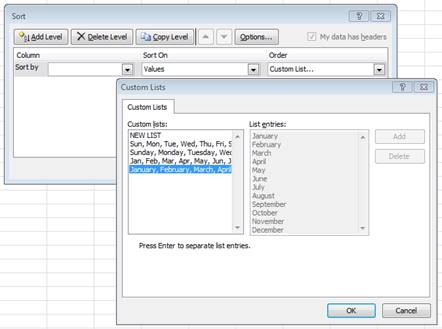 Sort
Add Level Delete Level Copy Level Options... My data has headers
Column Sort On Order
Sort by Values Custom List...
Custom Lists
Custom Lists
Custom lists: List entries:
NEW LIST
Sun, Mon, Tue, Wed, Thu, Fri, S
Sunday, Monday, Tuesday, Wed
Jan, Feb, Mar, Apr, May, Jun, J
January, February, March, April
January
February
March
April
May
June
July
August
September
October
November
December
Add
Delete
Press Enter to separate list entries.
OK Cancel